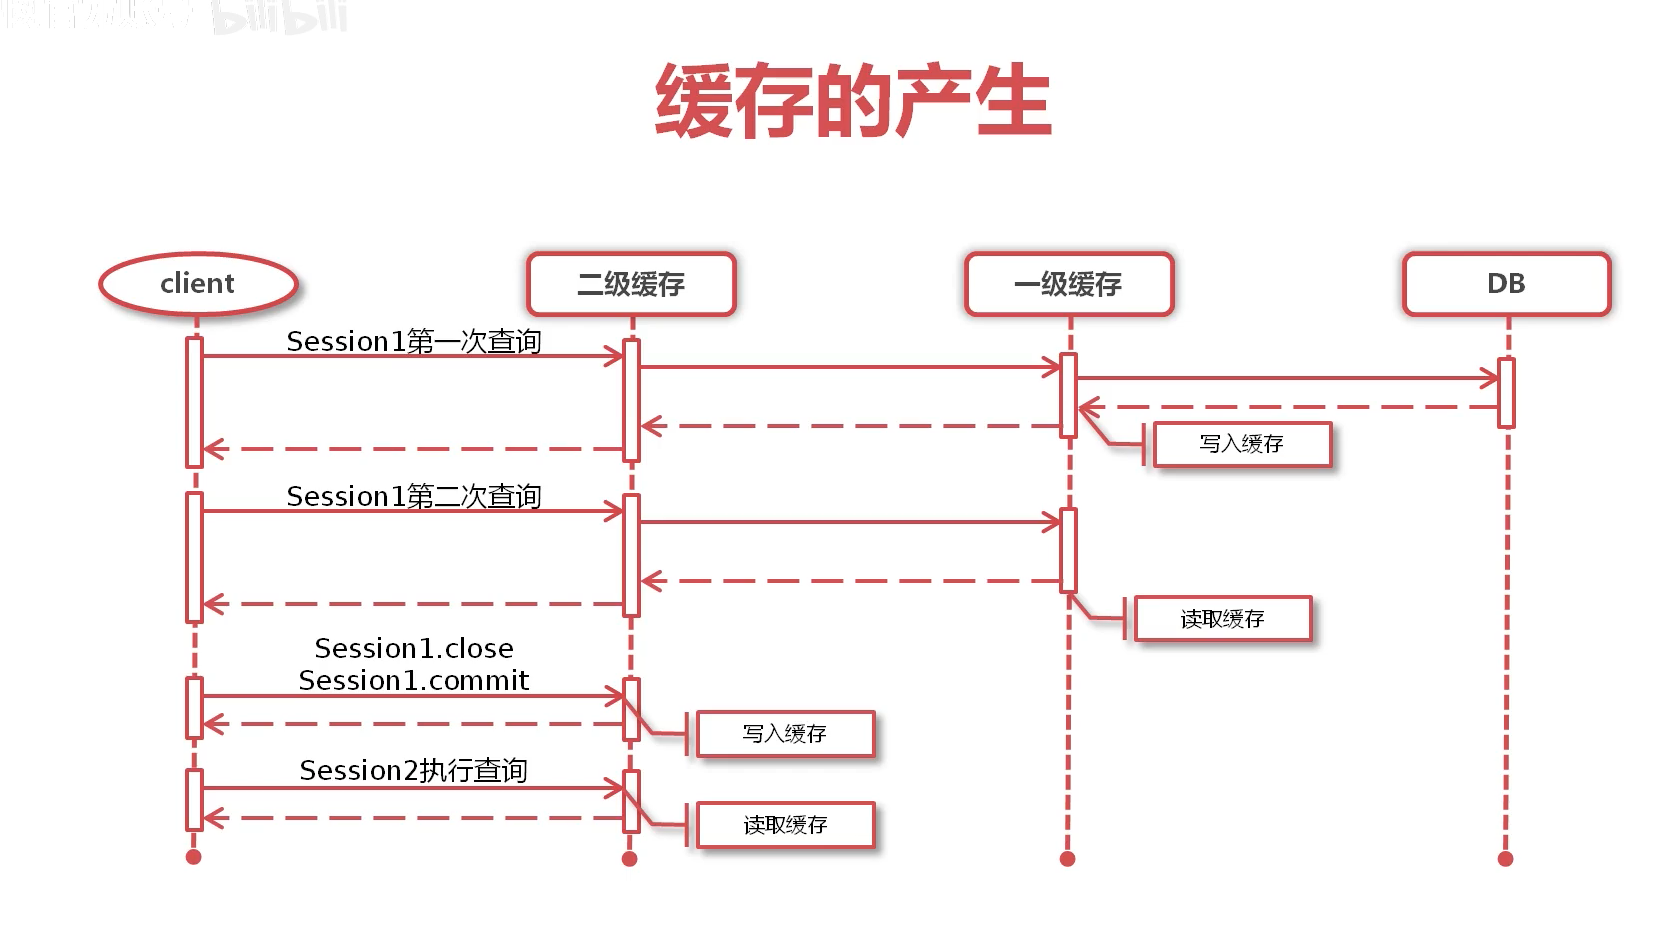 bilibili
缓存的产生
client
二级缓存
一级缓存
DB
Session1第一次查询
写入缓存
Session1第二次查询
读取缓存
Session1.close
Session1.commit
写入缓存
Session2执行查询
读取缓存